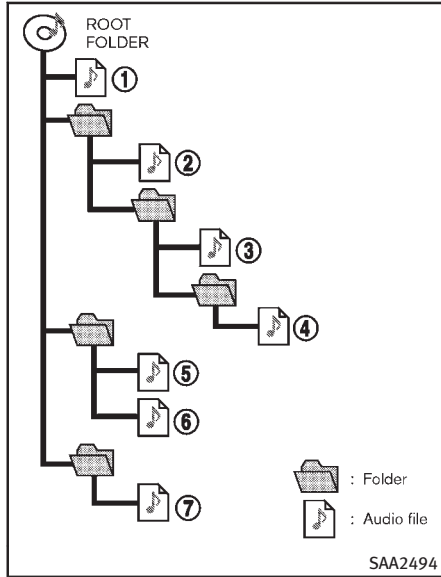 ROOT
FOLDER
①
②
③
④
⑤
⑥
⑦
: Folder
: Audio file
SAA2494